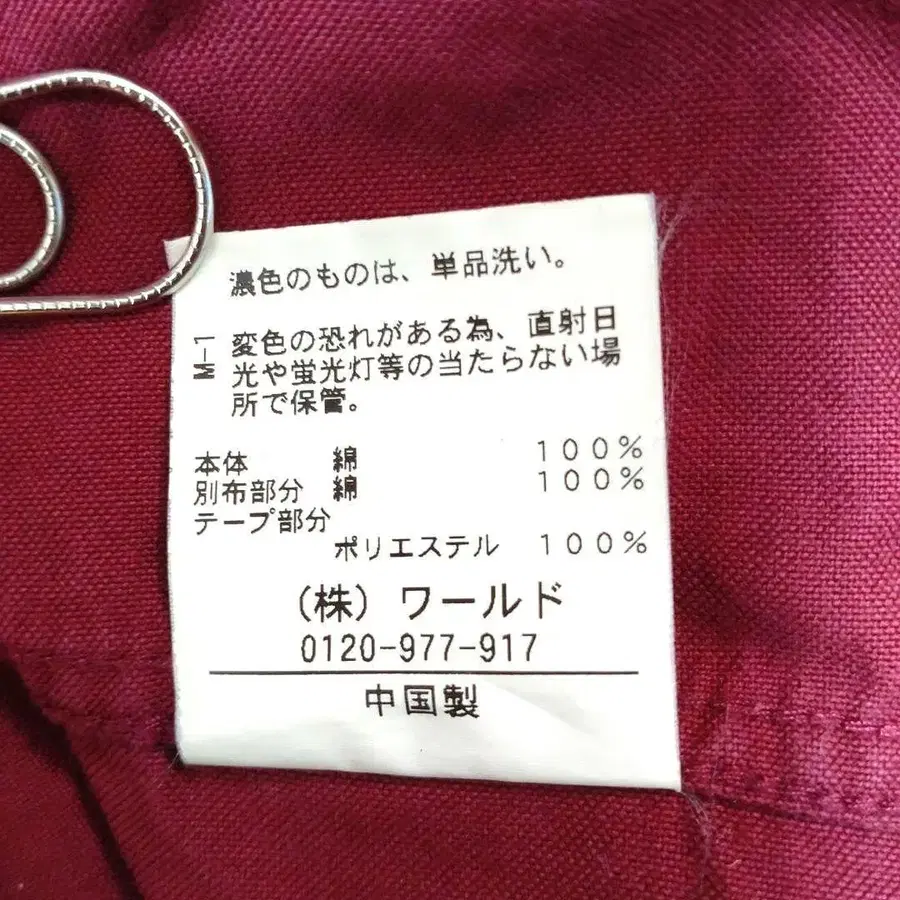 濃色のものは、単品洗い。
M-1
変色の恐れがある為、直射日
光や蛍光灯等の当たらない場
所で保管。
本体 綿 100%
別布部分 綿 100%
テープ部分
ポリエステル 100%
(株)ワールド
0120-977-917
中国製